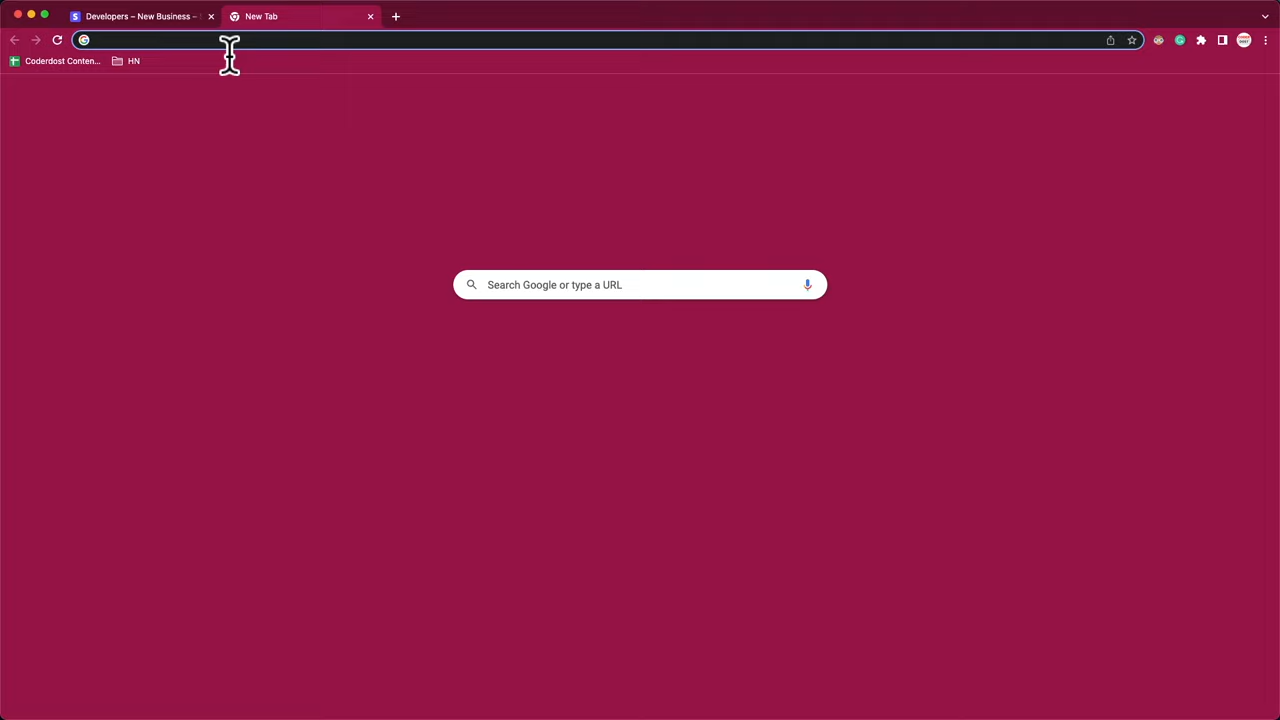 Developers – New Business –
New Tab
Coderdost Conten...
HN
Search Google or type a URL